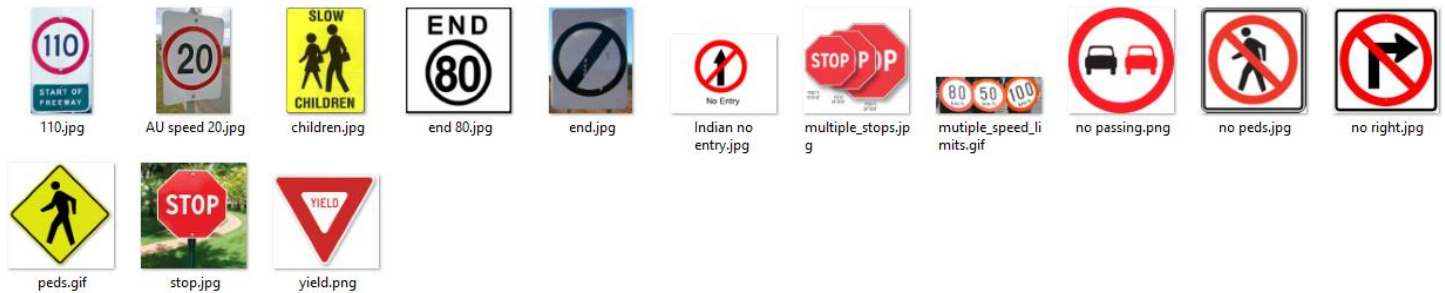 110
START OF
FREEWAY
20
SLOW
CHILDREN
END
80
No Entry
STOP
P
OP
80
50
100
110.jpg
AU speed 20.jpg
children.jpg
end 80.jpg
end.jpg
Indian no
entry.jpg
multiple_stops.jp
g
mutiple_speed_li
mits.gif
no passing.png
no peds.jpg
no right.jpg
STOP
YIELD
peds.gif
stop.jpg
yield.png